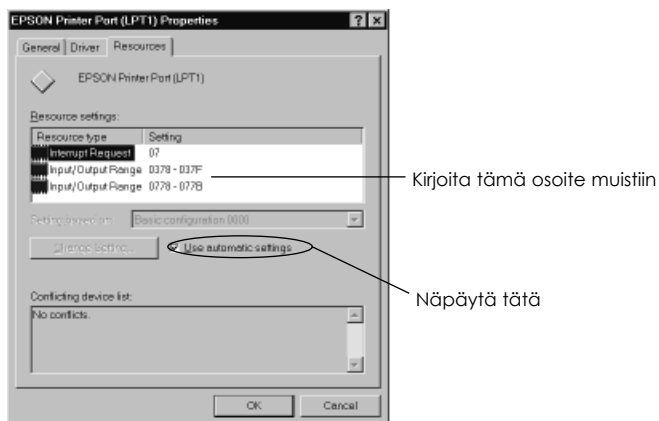 EPSON Printer Port (LPT1) Properties
General Driver Resources
EPSON Printer Port (LPT1)
Resource settings:
Resource type Setting
Interrupt Request 07
Input/Output Range 0378 - 037F
Input/Output Range 0778 - 077B
Kirjoita tämä osoite muistiin
Setting based on: Basic configuration 0000
Change Setting... Use automatic settings
Näpäytä tätä
Conflicting device list:
No conflicts.
OK Cancel